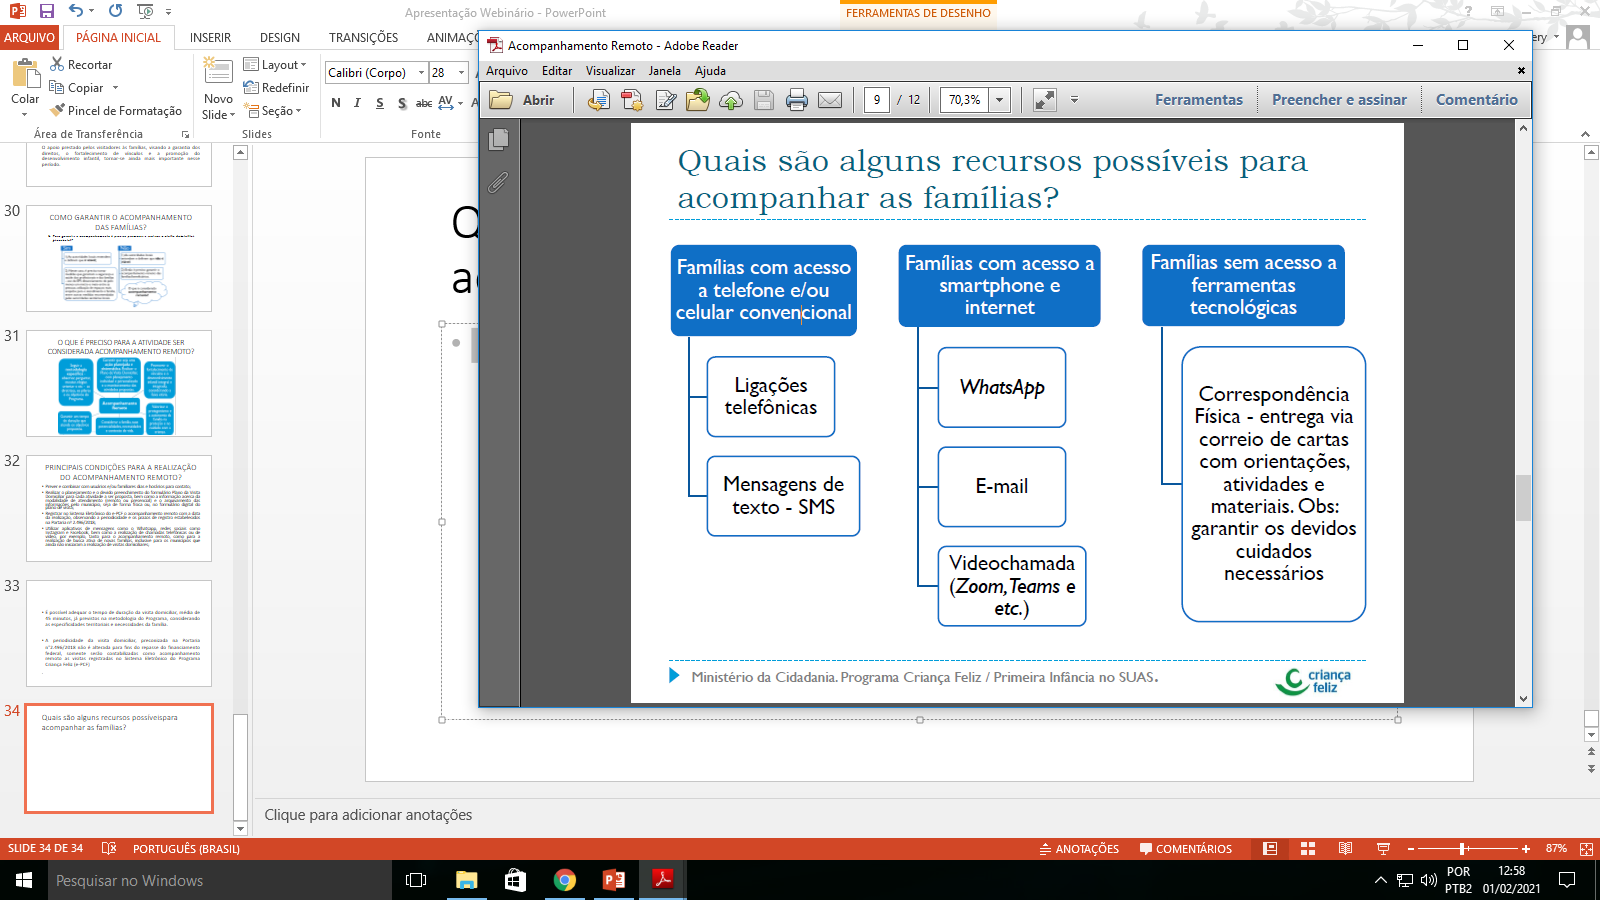 Apresentação Webinário - PowerPoint
FERRAMENTAS DE DESENHO
ARQUIVO
PÁGINA INICIAL
INSERIR
DESIGN
TRANSIÇÕES
Recortar
Copiar
Pincel de Formatação
Colar
Área de Transferência
Novo
Slide
Layout
Redefinir
Seção
Slides
Calibri (Corpo)
28
N I S S abc AV
Fonte
Acompanhamento Remoto - Adobe Reader
Arquivo Editar Visualizar Janela Ajuda
Abrir
9 / 12
70,3%
Ferramentas
Preencher e assinar
Comentário
Quais são alguns recursos possíveis para
acompanhar as famílias?
Famílias com acesso
a telefone e/ou
celular convencional
Ligações
telefônicas
Mensagens de
texto - SMS
Famílias com acesso a
smartphone e
internet
WhatsApp
E-mail
Videochamada
(Zoom, Teams e
etc.)
Famílias sem acesso a
ferramentas
tecnológicas
Correspondência
Física - entrega via
correio de cartas
com orientações,
atividades e
materiais. Obs:
garantir os devidos
cuidados
necessários
Ministério da Cidadania. Programa Criança Feliz / Primeira Infância no SUAS.
criança
feliz
30
COMO GARANTIR O ACOMPANHAMENTO
DAS FAMÍLIAS?
31
O QUE É PRECISO PARA A ATIVIDADE SER
CONSIDERADA ACOMPANHAMENTO REMOTO?
32
PRINCIPAIS CONDIÇÕES PARA A REALIZAÇÃO
DO ACOMPANHAMENTO REMOTO?
33
34
Quais são alguns recursos possíveispara
acompanhar as famílias?
Clique para adicionar anotações
SLIDE 34 DE 34
PORTUGUÊS (BRASIL)
ANOTAÇÕES
COMENTÁRIOS
87%
Pesquisar no Windows
POR
PTB2
12:58
01/02/2021